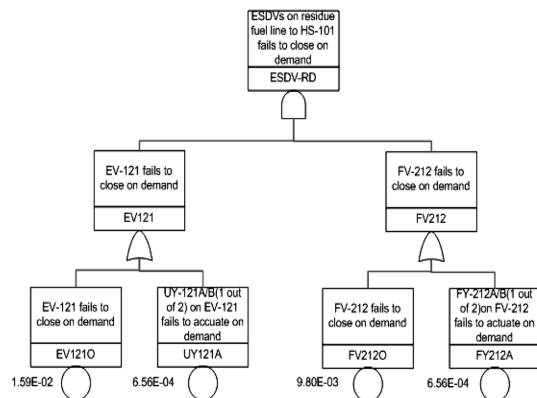 ESDVs on residue
fuel line to HS-101
fails to close on
demand
ESDV-RD
EV-121 fails to
close on demand
EV121
FV-212 fails to
close on demand
FV212
EV-121 fails to
close on demand
EV121O
1.59E-02
UY-121A/B(1 out
of 2) on EV-121
fails to accuate on
demand
UY121A
6.56E-04
FV-212 fails to
close on demand
FV212O
9.80E-03
FY-212A/B(1 out
of 2)on FV-212
fails to actuate on
demand
FY212A
6.56E-04